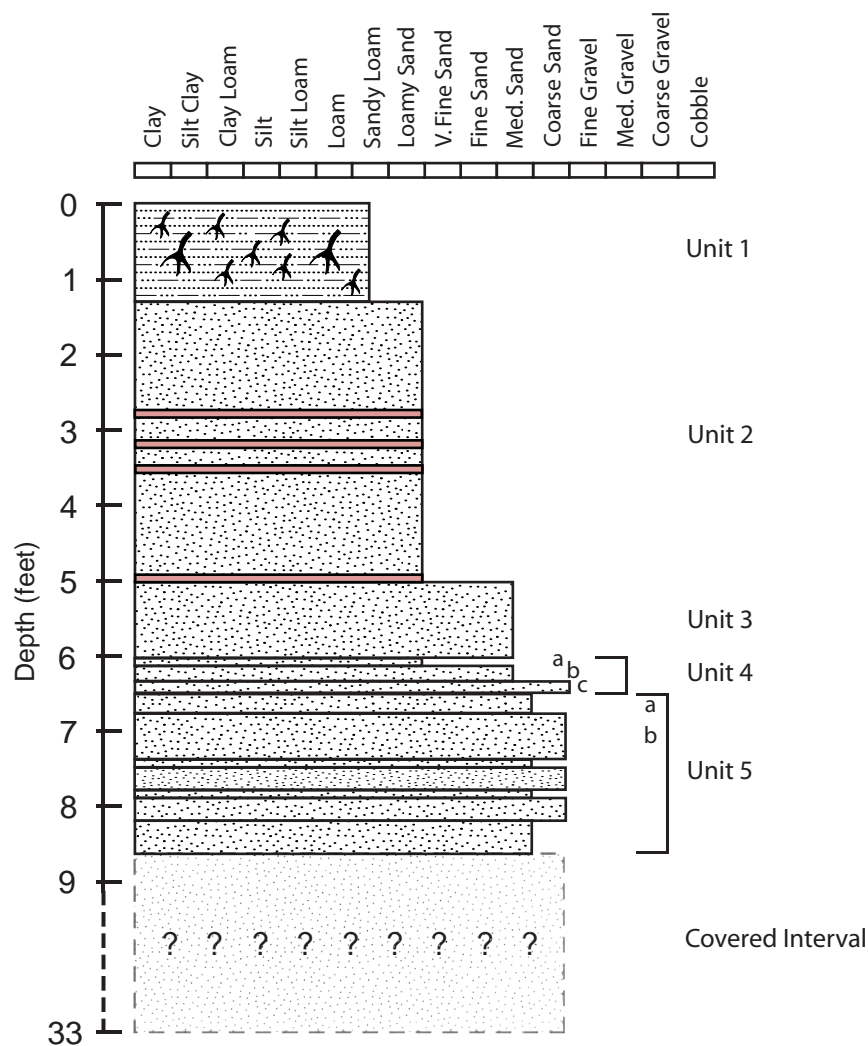 Clay
Silt Clay
Clay Loam
Silt
Silt Loam
Loam
Sandy Loam
Loamy Sand
V. Fine Sand
Fine Sand
Med. Sand
Coarse Sand
Fine Gravel
Med. Gravel
Coarse Gravel
Cobble
Depth (feet)
0
1
2
3
4
5
6
7
8
9
33
Unit 1
Unit 2
Unit 3
a
b
c
Unit 4
a
b
Unit 5
? ? ? ? ? ? ? ? ?
Covered Interval